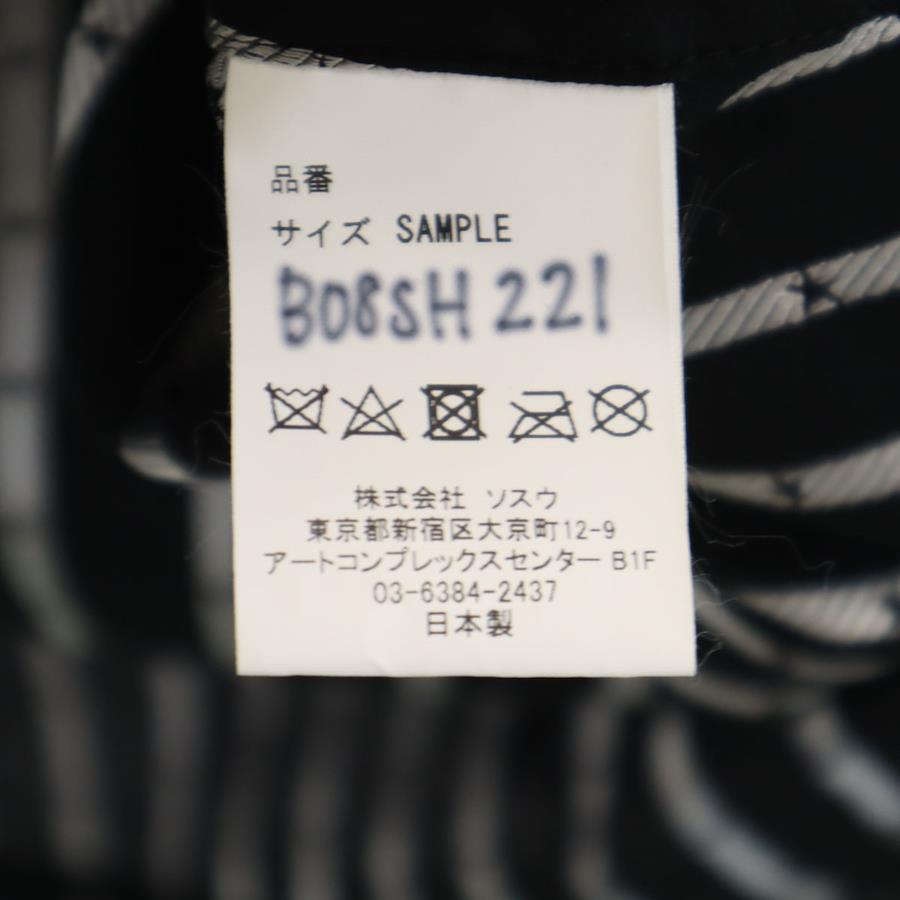 品番
サイズ SAMPLE
B08SH 221
株式会社 ソスウ
東京都新宿区大京町12-9
アートコンプレックスセンター B1F
03-6384-2437
日本製